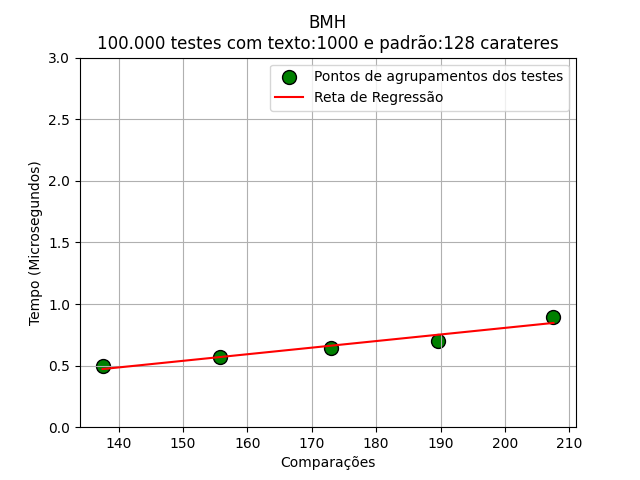 BMH
100.000 testes com texto:1000 e padrão:128 carateres
Pontos de agrupamentos dos testes
Reta de Regressão
Tempo (Microsegundos)
3.0
2.5
2.0
1.5
1.0
0.5
0.0
140 150 160 170 180 190 200 210
Comparações